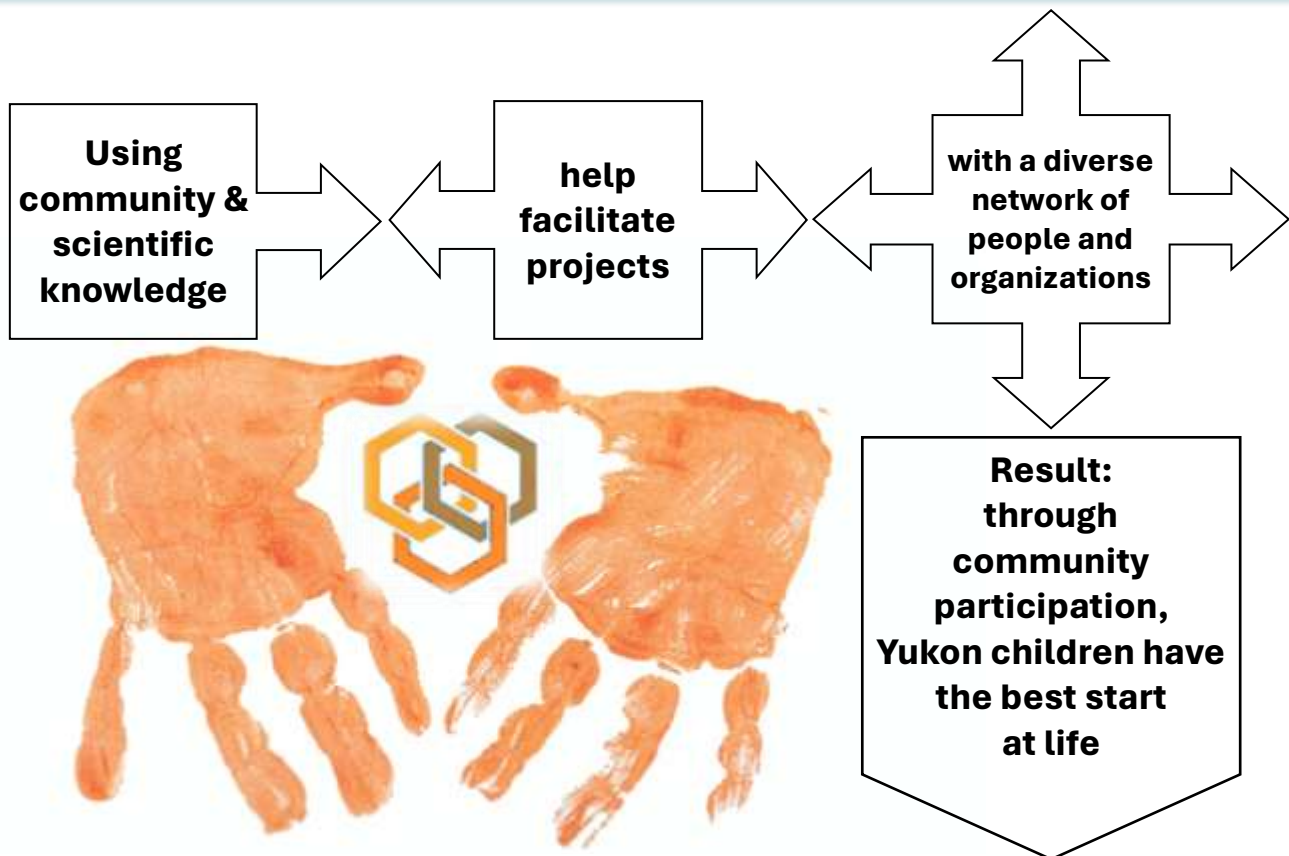 Using
community &
scientific
knowledge
help
facilitate
projects
with a diverse
network of
people and
organizations
Result:
through
community
participation,
Yukon children have
the best start
at life